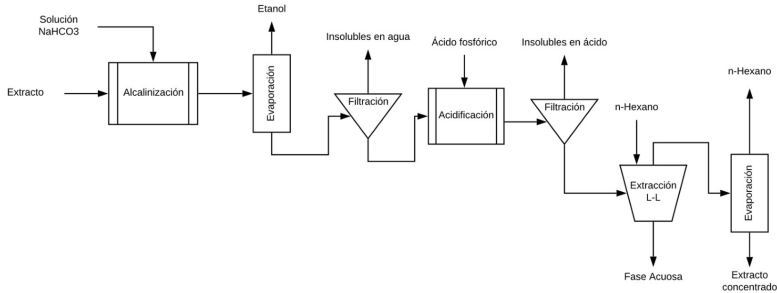 Etanol
Solución
NaHCO3
Insolubles en agua
Ácido fosfórico
Insolubles en ácido
n-Hexano
Extracto
Alcalinización
Evaporación
Filtración
Acidificación
Filtración
n-Hexano
Extracción
L-L
Evaporación
Fase Acuosa
Extracto
concentrado